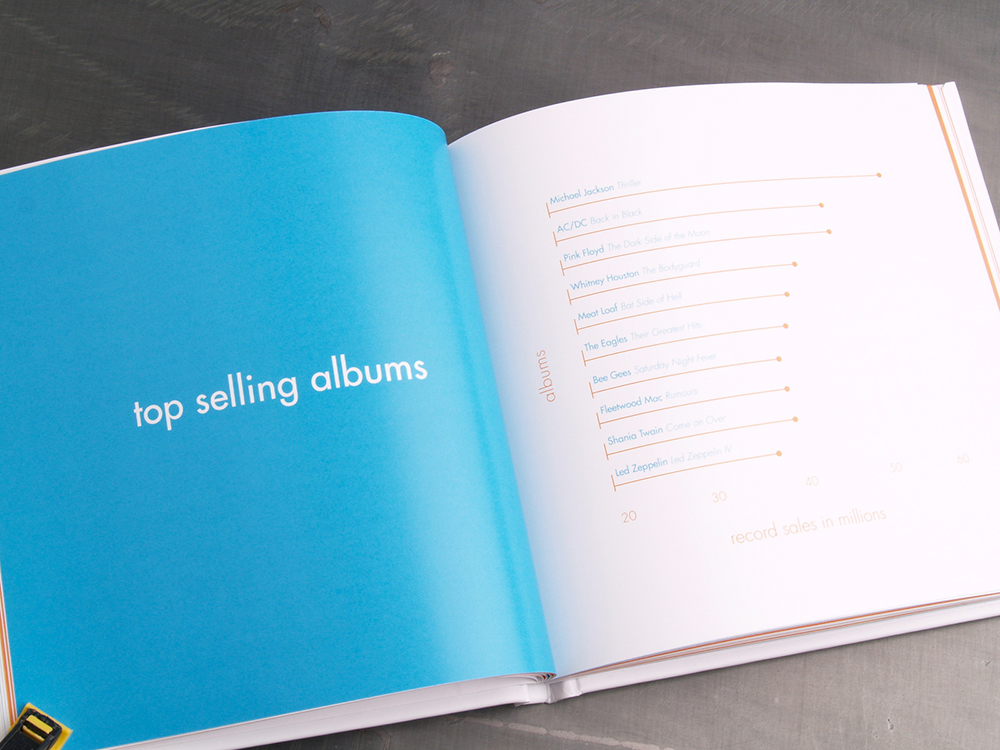 top selling albums
Michael Jackson Thriller
AC/DC Back in Black
Pink Floyd The Dark Side of the Moon
Whitney Houston The Bodyguard
Meat Loaf Bat Side of Hell
The Eagles Their Greatest Hits
Bee Gees Saturday Night Fever
Fleetwood Mac Rumours
Shania Twain Come on Over
Led Zeppelin Led Zeppelin IV
albums
20 30 40 50 60
record sales in millions